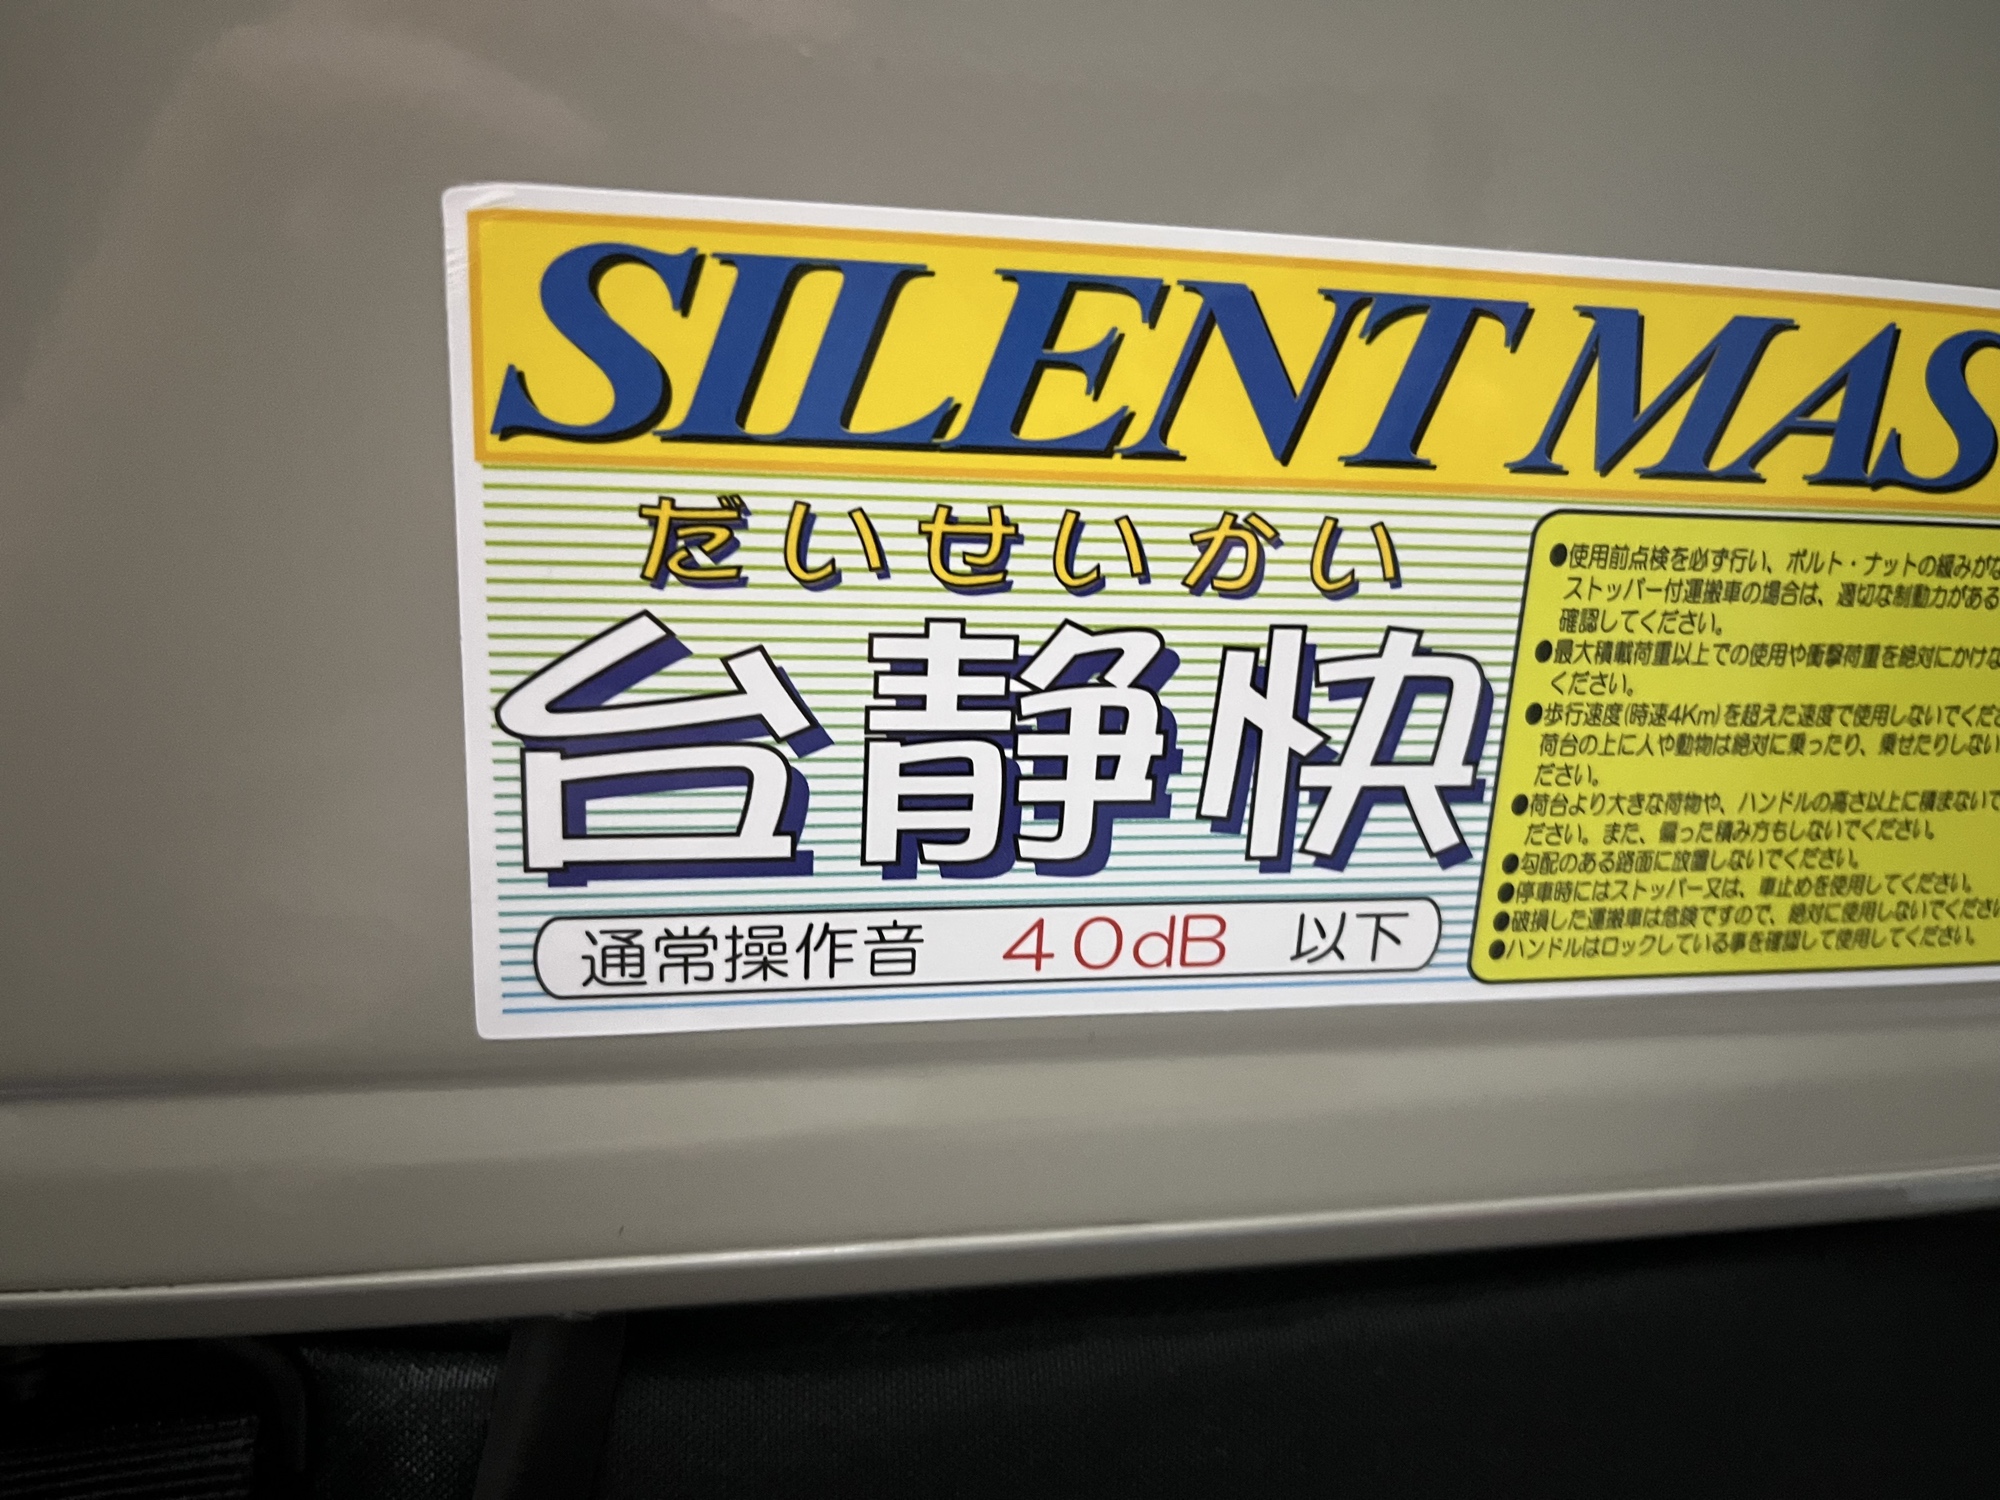 SILENT MAS
だいせいかい
台静快
通常操作音 40dB 以下
●使用前点検を必ず行い、ボルト・ナットの緩みがな
ストッパー付運搬車の場合は、適切な制動力がある
確認してください。
●最大積載荷重以上での使用や衝撃荷重を絶対にかけな
ください。
●歩行速度(時速4Km)を超えた速度で使用しないでくださ
荷台の上に人や動物は絶対に乗ったり、乗せたりしない
ださい。
●荷台より大きな荷物や、ハンドルの高さ以上に積まないで
ださい。また、偏った積み方もしないでください。
●勾配のある路面に放置しないでください。
●停車時にはストッパー又は、車止めを使用してください。
●破損した運搬車は危険ですので、絶対に使用しないでください
●ハンドルはロックしている事を確認して使用してください。